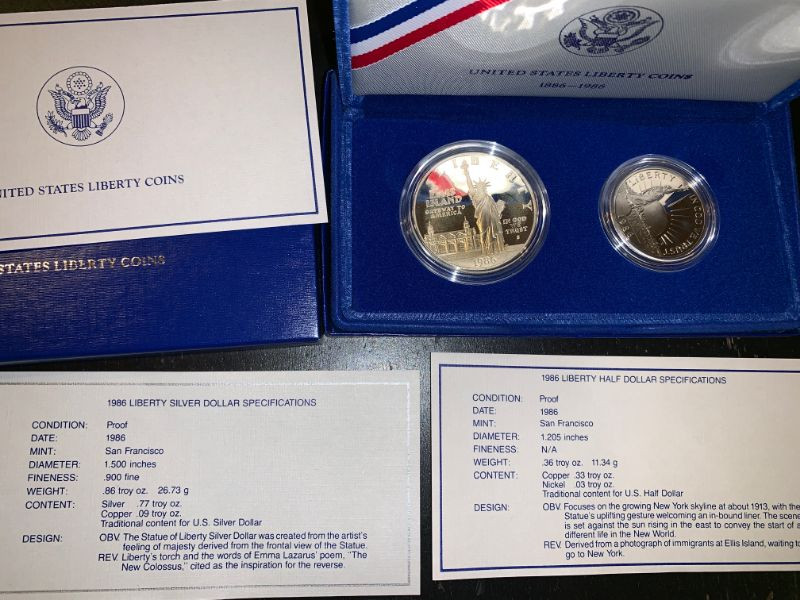 UNITED STATES LIBERTY COINS
STATES LIBERTY COINS
UNITED STATES LIBERTY COINS
1886-1986
LIBERTY
ELLIS
ISLAND
GATEWAY TO
AMERICA
IN GOD
WE TRUST
S
1986
LIBERTY
IN GOD
WE TRUST
1986 LIBERTY SILVER DOLLAR SPECIFICATIONS
CONDITION: Proof
DATE: 1986
MINT: San Francisco
DIAMETER: 1.500 inches
FINENESS: .900 fine
WEIGHT: .86 troy oz. 26.73 g
CONTENT: Silver .77 troy oz.
Copper .09 troy oz.
Traditional content for U.S. Silver Dollar
DESIGN: OBV. The Statue of Liberty Silver Dollar was created from the artist's
feeling of majesty derived from the frontal view of the Statue.
REV. Liberty's torch and the words of Emma Lazarus' poem, "The
New Colossus," cited as the inspiration for the reverse.
1986 LIBERTY HALF DOLLAR SPECIFICATIONS
CONDITION: Proof
DATE: 1986
MINT: San Francisco
DIAMETER: 1.205 inches
FINENESS: N/A
WEIGHT: .36 troy oz. 11.34 g
CONTENT: Copper .33 troy oz.
Nickel .03 troy oz.
Traditional content for U.S. Half Dollar
DESIGN: OBV. Focuses on the growing New York skyline at about 1913, with the
Statue's uplifting gesture welcoming an in-bound liner. The scene
is set against the sun rising in the east to convey the start of a
different life in the New World.
REV. Derived from a photograph of immigrants at Ellis Island, waiting to
go to New York.